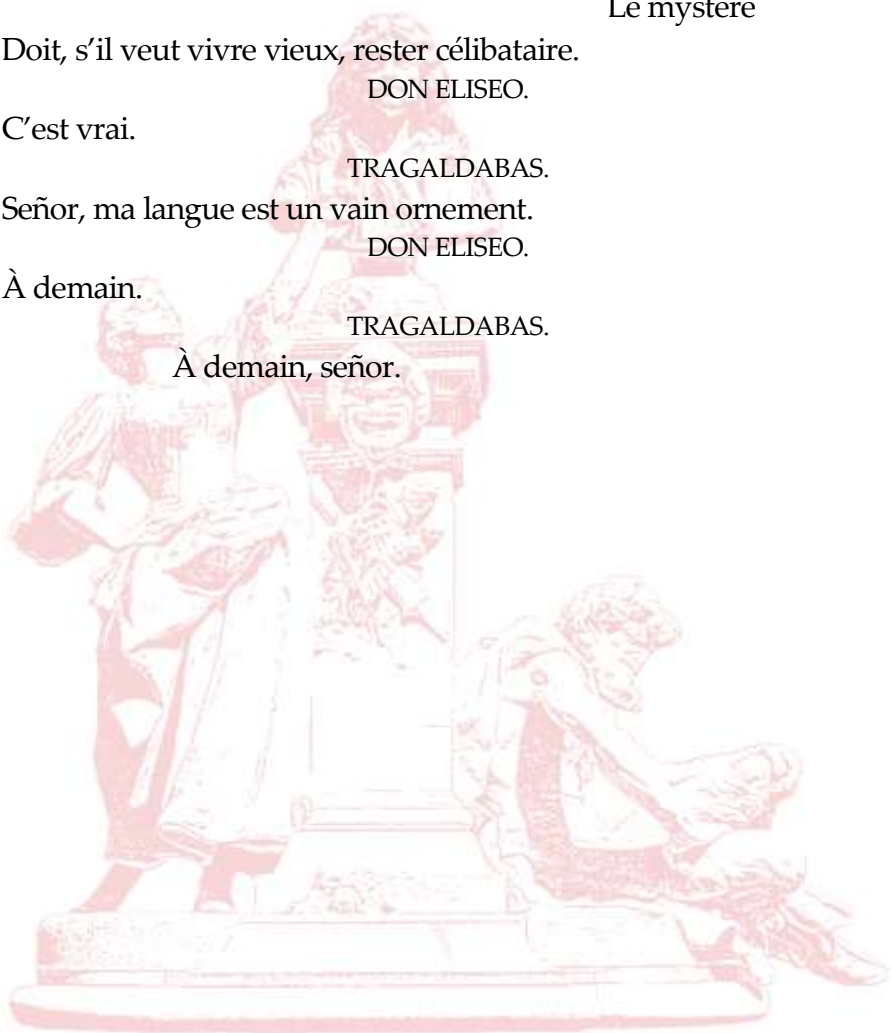 Le mystère
Doit, s’il veut vivre vieux, rester célibataire.
DON ELISEO.
C’est vrai.
TRAGALDABAS.
Señor, ma langue est un vain ornement.
DON ELISEO.
À demain.
TRAGALDABAS.
À demain, señor.